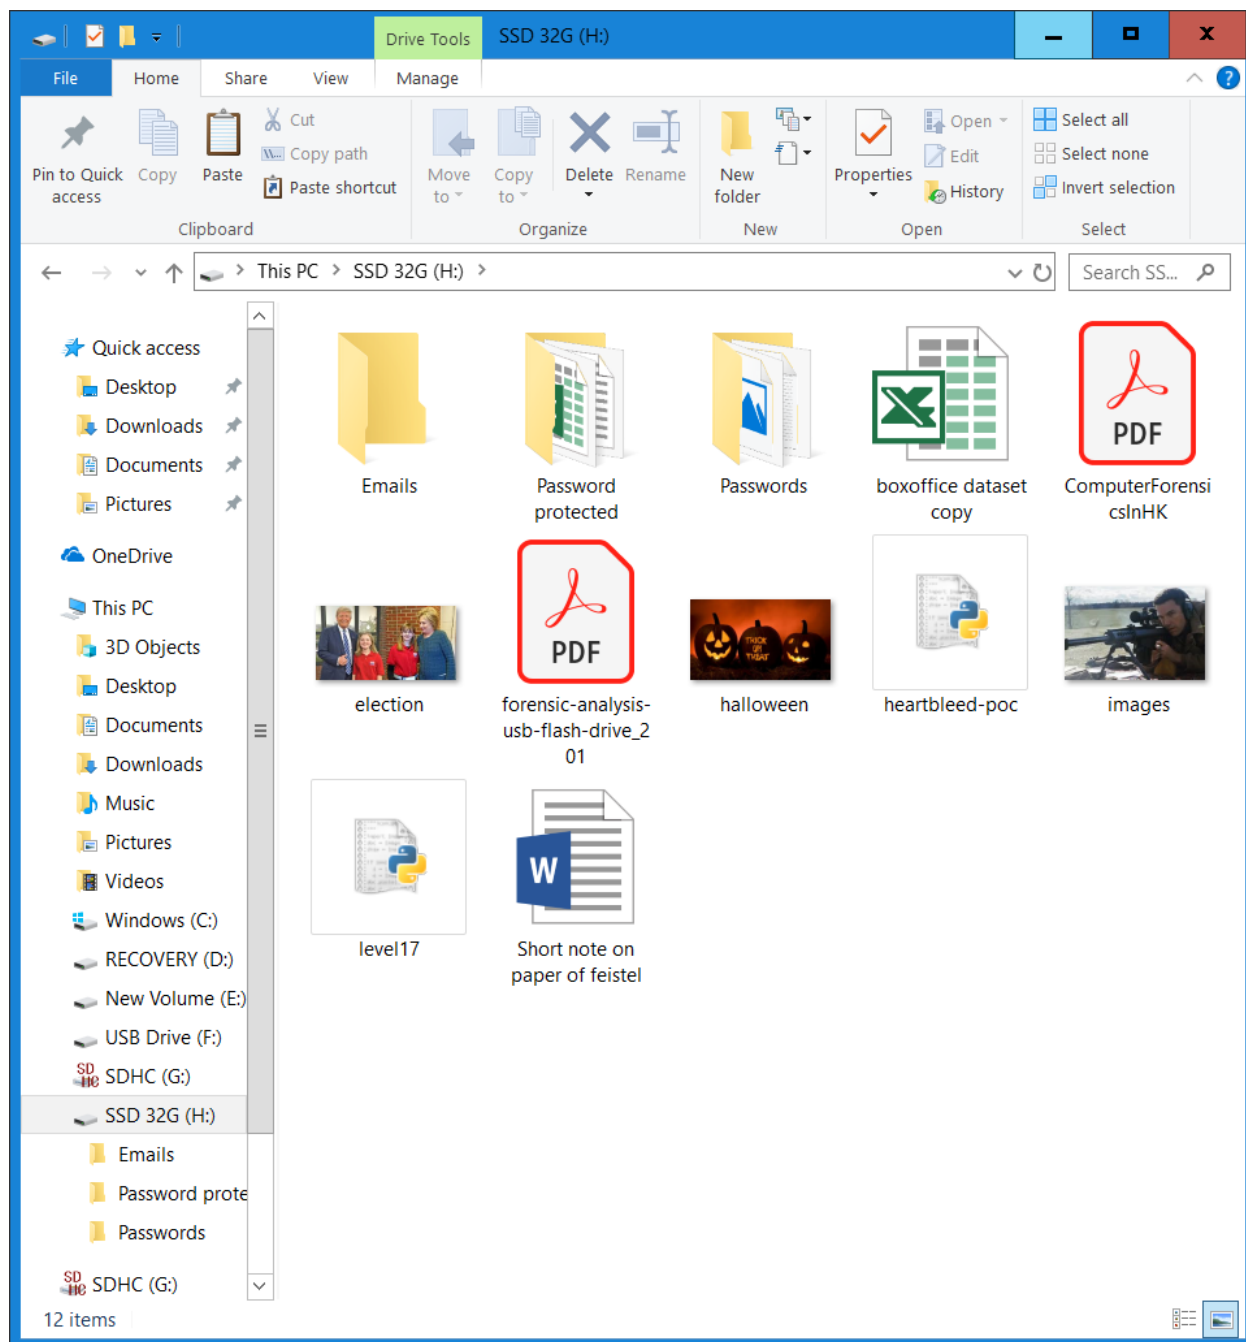 Drive Tools
SSD 32G (H:)
File
Home
Share
View
Manage
Pin to Quick
access
Copy
Paste
Cut
Copy path
Paste shortcut
Clipboard
Move
to
Copy
to
Delete
Rename
Organize
New
folder
New
Properties
Open
Edit
History
Open
Select all
Select none
Invert selection
Select
This PC > SSD 32G (H:) >
Search SS...
Quick access
Desktop
Downloads
Documents
Pictures
OneDrive
This PC
3D Objects
Desktop
Documents
Downloads
Music
Pictures
Videos
Windows (C:)
RECOVERY (D:)
New Volume (E:)
USB Drive (F:)
SDHC (G:)
SSD 32G (H:)
Emails
Password prote
Passwords
SDHC (G:)
Emails
Password
protected
Passwords
boxoffice dataset
copy
PDF
ComputerForensi
csInHK
election
PDF
forensic-analysis-
usb-flash-drive_2
01
TRICK
OR
TREAT
halloween
heartbleed-poc
images
level17
W
Short note on
paper of feistel
12 items